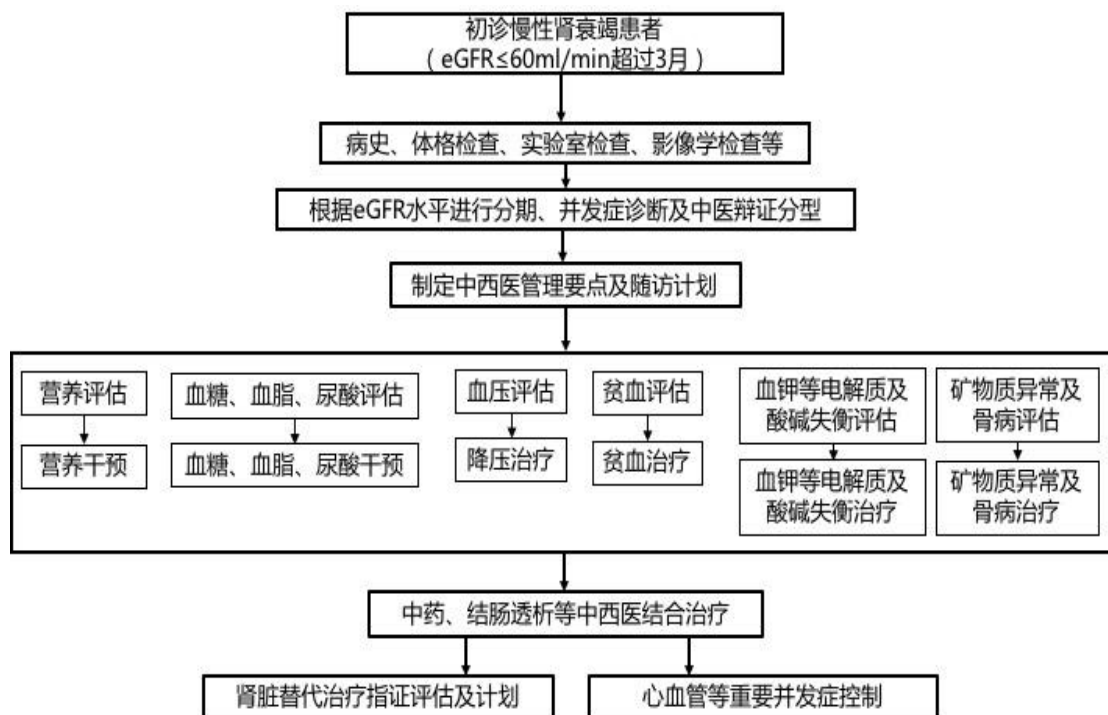 初诊慢性肾衰竭患者
（eGFR≤60ml/min超过3月）
病史、体格检查、实验室检查、影像学检查等
根据eGFR水平进行分期、并发症诊断及中医辩证分型
制定中西医管理要点及随访计划
营养评估
营养干预
血糖、血脂、尿酸评估
血糖、血脂、尿酸干预
血压评估
降压治疗
贫血评估
贫血治疗
血钾等电解质及
酸碱失衡评估
血钾等电解质及
酸碱失衡治疗
矿物质异常及
骨病评估
矿物质异常及
骨病治疗
中药、结肠透析等中西医结合治疗
肾脏替代治疗指证评估及计划
心血管等重要并发症控制